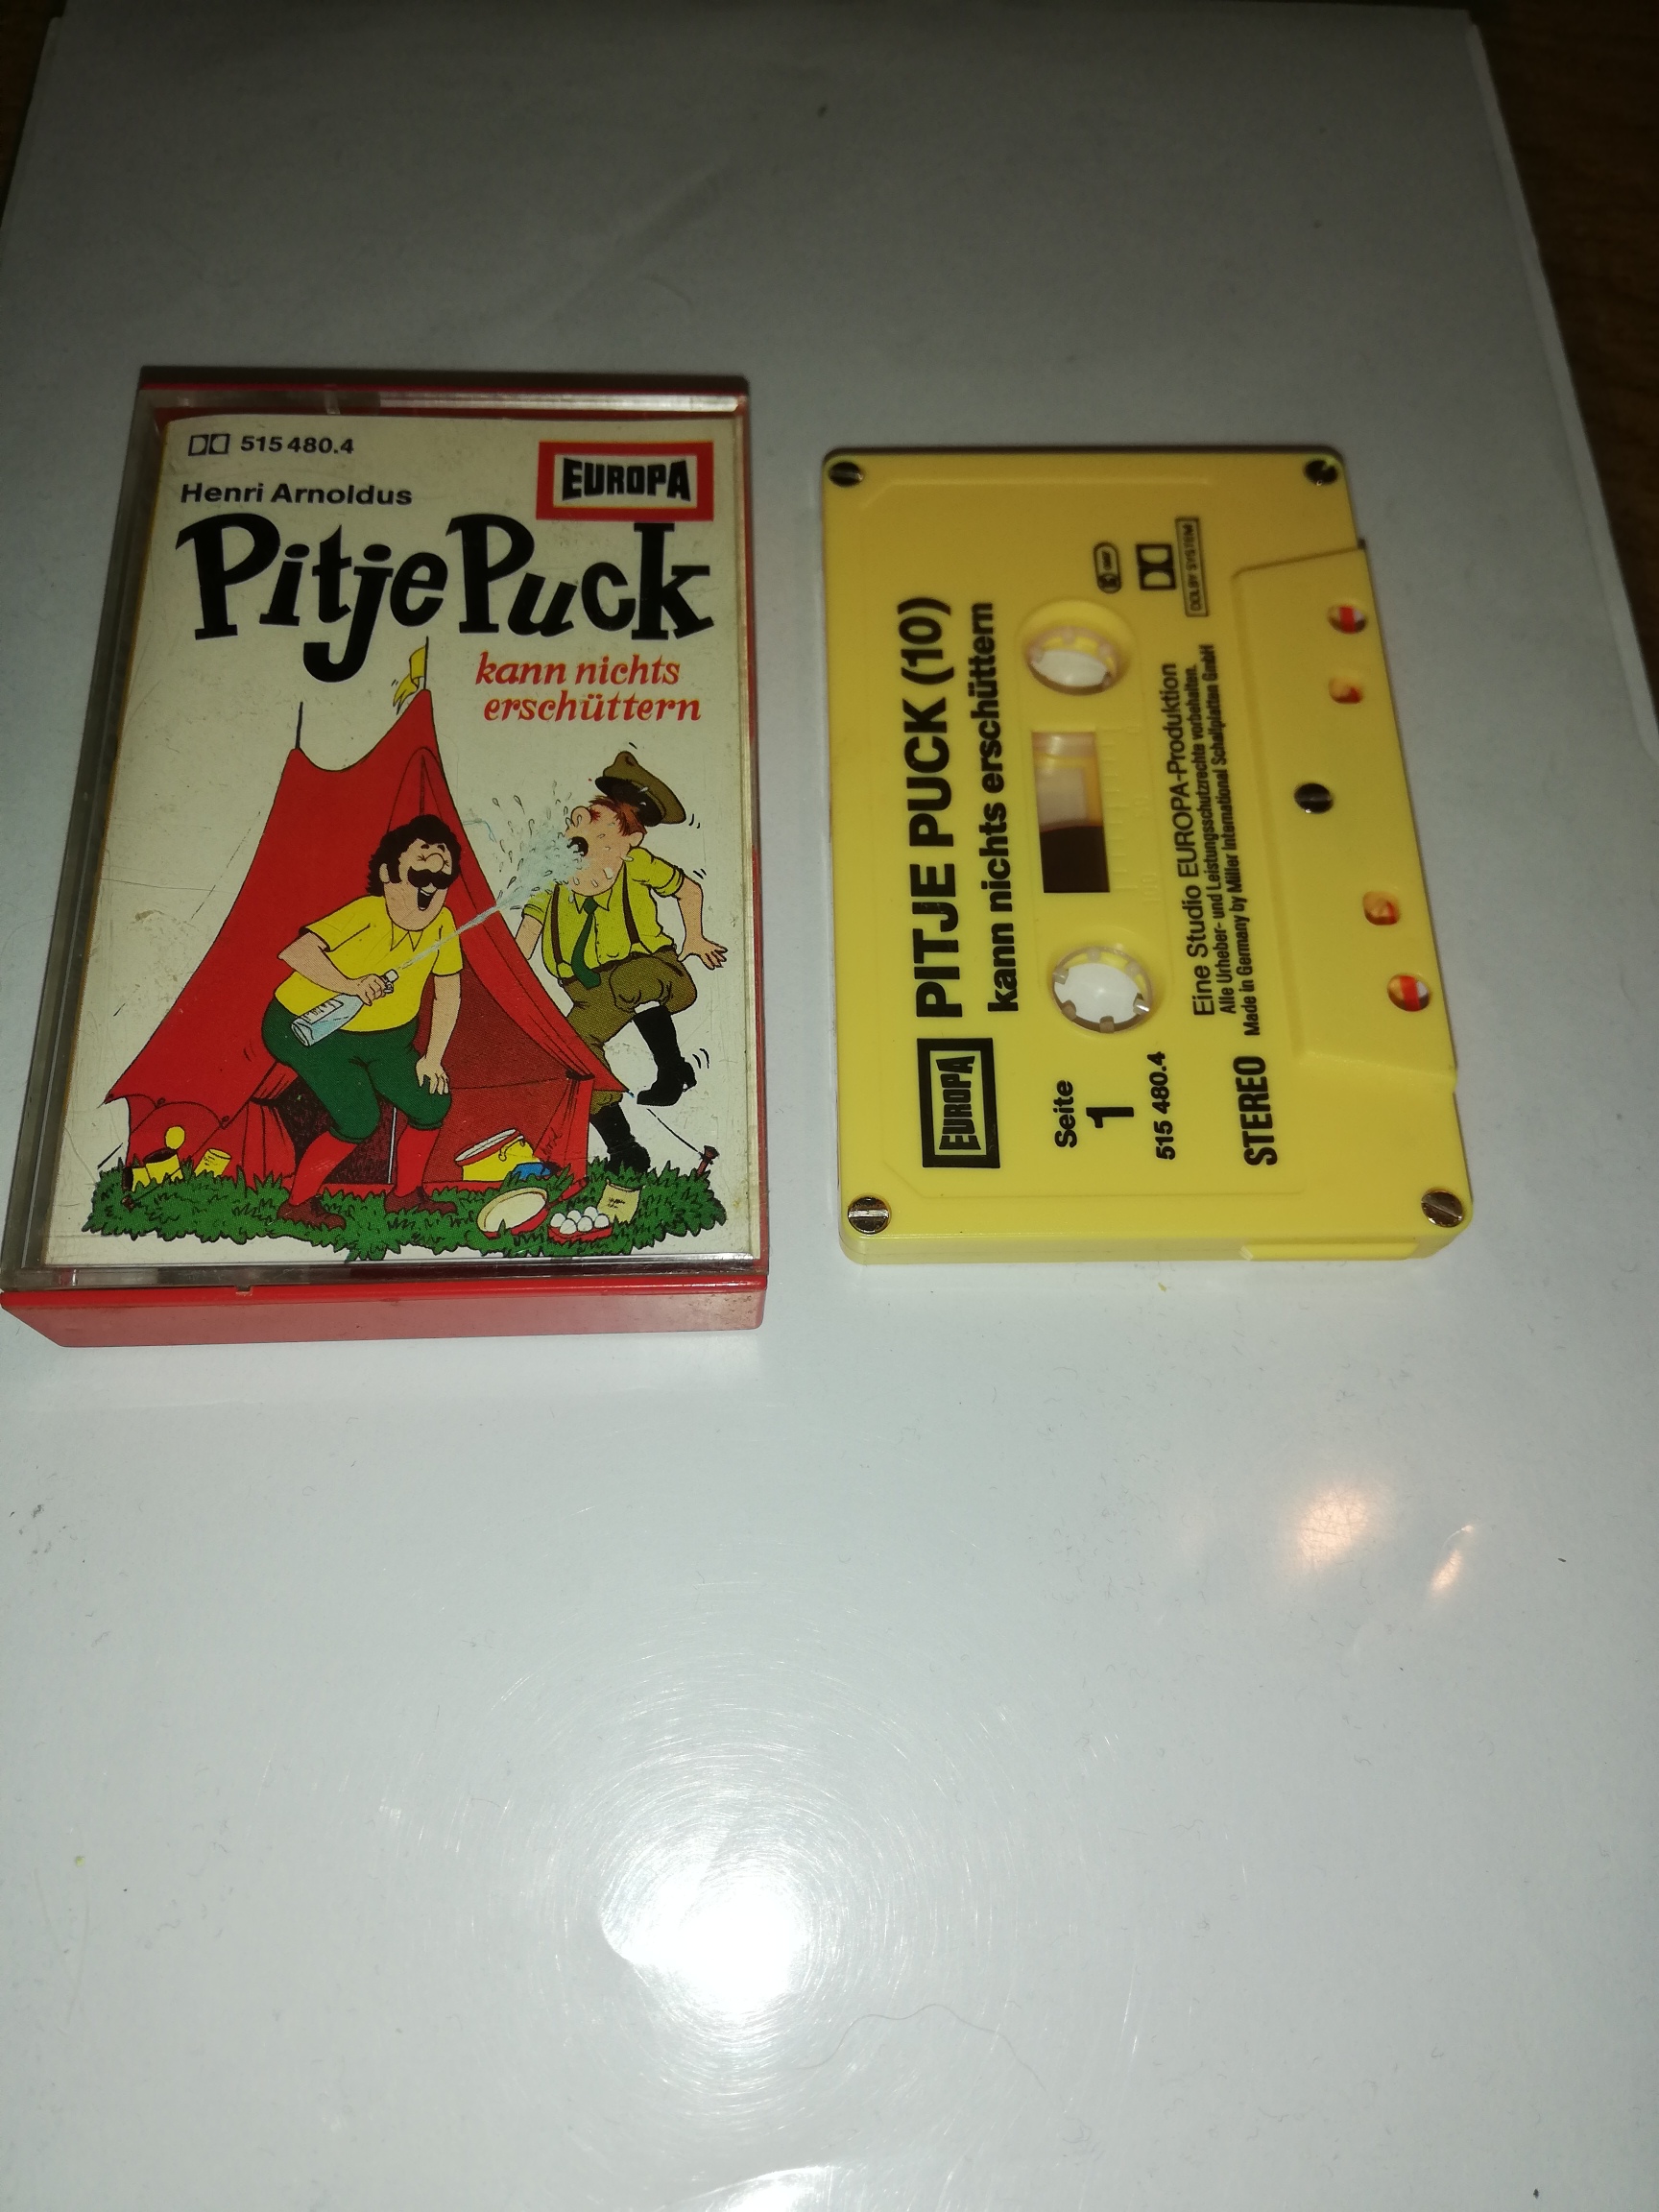 515 480.4
EUROPA
Henri Arnoldus
Pitje Puck
kann nichts
erschüttern
PITJE PUCK (10)
kann nichts erschüttern
EUROPA
Seite
1
515 480.4
STEREO
Eine Studio EUROPA-Produktion
Alle Urheber- und Leistungsschutzrechte vorbehalten.
Made in Germany by Miller International Schallplatten GmbH
DOLBY SYSTEM